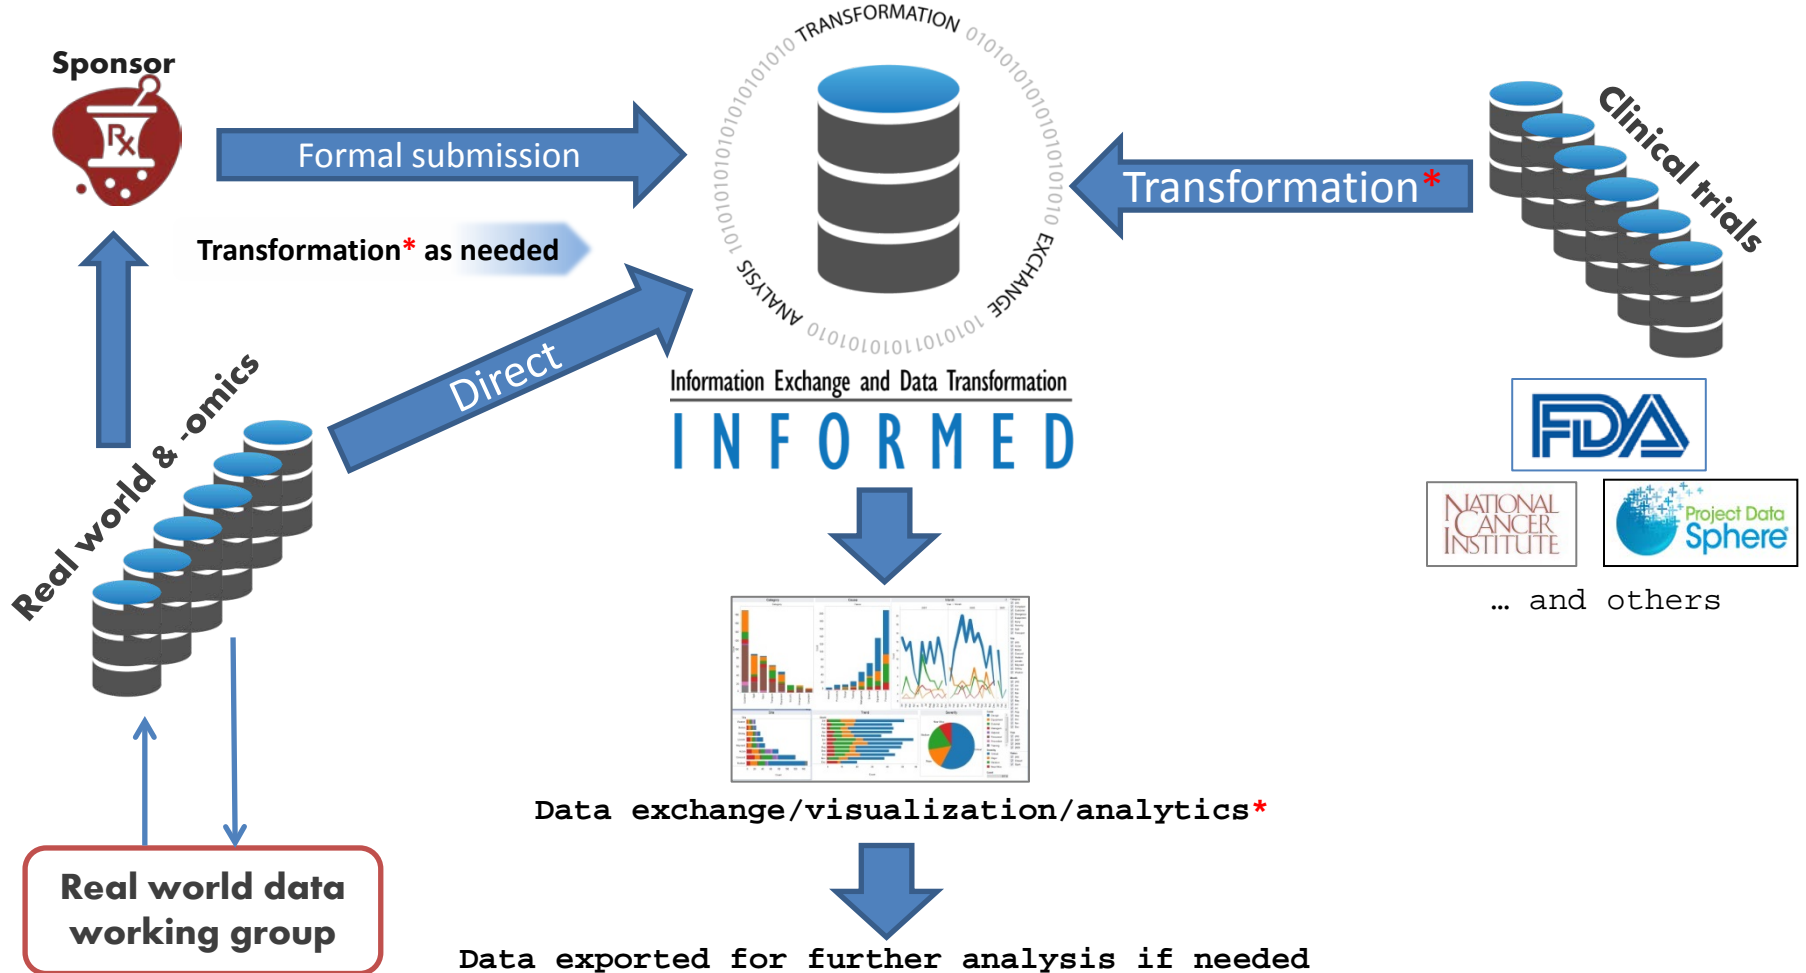 TRANSFORMATION
EXCHANGE
ANALYSIS
Sponsor
Rx
Formal submission
Transformation* as needed
Direct
Real world & -omics
Transformation*
Clinical trials
Information Exchange and Data Transformation
INFORMED
FDA
NATIONAL
CANCER
INSTITUTE
Project Data
Sphere
… and others
Data exchange/visualization/analytics*
Real world data
working group
Data exported for further analysis if needed